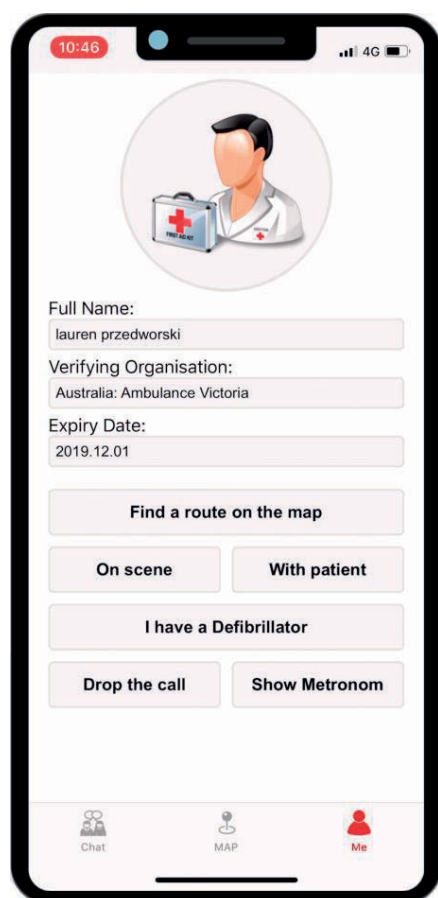 10:46
4G
FIRST AID KIT
Full Name:
lauren przedworski
Verifying Organisation:
Australia: Ambulance Victoria
Expiry Date:
2019.12.01
Find a route on the map
On scene
With patient
I have a Defibrillator
Drop the call
Show Metronom
Chat
MAP
Me